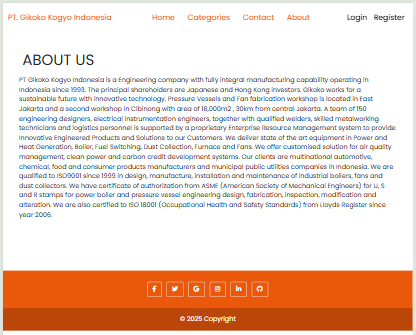 PT. Gikoko Kogyo Indonesia Home Categories Contact About Login Register
ABOUT US
PT Gikoko Kogyo Indonesia is a Engineering company with fully integral manufacturing capability operating in
Indonesia since 1993. The principal shareholders are Japanese and Hong Kong investors. Gikoko works for a
sustainable future with innovative technology. Pressure Vessels and Fan fabrication workshop is located in East
Jakarta and a second workshop in Cibinong with area of 18,000m2 , 30km from central Jakarta. A team of 150
engineering designers, electrical instrumentation engineers, together with qualified welders, skilled metalworking
technicians and logistics personnel is supported by a proprietary Enterprise Resource Management system to provide
Innovative Engineered Products and Solutions to our Customers. We deliver state of the art equipment in Power and
Heat Generation, Boiler, Fuel Switching, Dust Collection, Furnace and Fans. We offer customised solution for air quality
management, clean power and carbon credit development systems. Our clients are multinational automotive,
chemical, food and consumer products manufacturers and municipal public utilities companies in Indonesia. We are
qualified to ISO9001 since 1999 in design, manufacture, installation and maintenance of industrial boilers, fans and
dust collectors. We have certificate of authorization from ASME (American Society of Mechanical Engineers) for U, S
and R stamps for power boiler and pressure vessel engineering design, fabrication, inspection, modification and
alteration. We are also certified to ISO 18001 (Occupational Health and Safety Standards) from Lloyds Register since
year 2006.
© 2025 Copyright